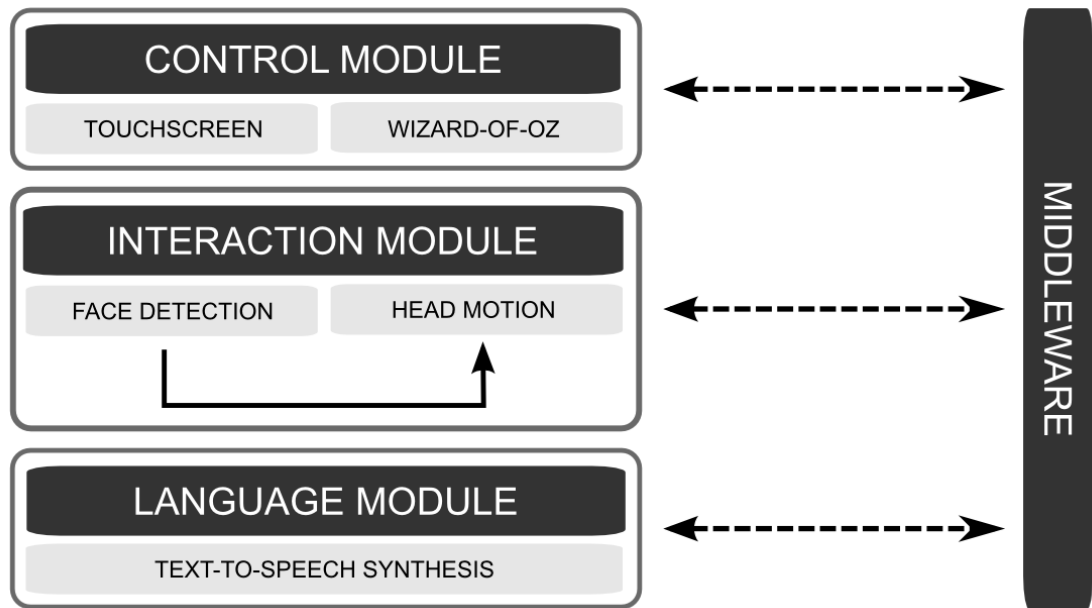 CONTROL MODULE
TOUCHSCREEN
WIZARD-OF-OZ
INTERACTION MODULE
FACE DETECTION
HEAD MOTION
LANGUAGE MODULE
TEXT-TO-SPEECH SYNTHESIS
MIDDLEWARE